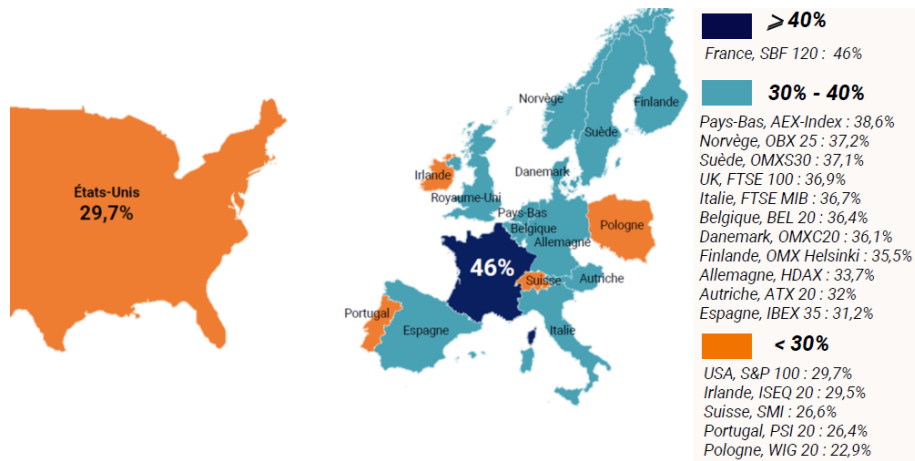 États-Unis
29,7%
Norvège
Finlande
Suède
Danemark
Irlande
Royaume-Uni
Pays-Bas
Belgique
Allemagne
Pologne
46%
Suisse
Autriche
Portugal
Espagne
Italie
⩾ 40%
France, SBF 120 : 46%
30% - 40%
Pays-Bas, AEX-Index : 38,6%
Norvège, OBX 25 : 37,2%
Suède, OMXS30 : 37,1%
UK, FTSE 100 : 36,9%
Italie, FTSE MIB : 36,7%
Belgique, BEL 20 : 36,4%
Danemark, OMXC20 : 36,1%
Finlande, OMX Helsinki : 35,5%
Allemagne, HDAX : 33,7%
Autriche, ATX 20 : 32%
Espagne, IBEX 35 : 31,2%
< 30%
USA, S&P 100 : 29,7%
Irlande, ISEQ 20 : 29,5%
Suisse, SMI : 26,6%
Portugal, PSI 20 : 26,4%
Pologne, WIG 20 : 22,9%